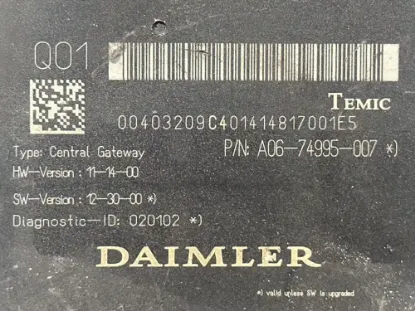 Q01
TEMIC
00403209C401414817001E5
Type: Central Gateway
P/N: A06-74995-007 *)
HW-Version : 11-14-00
SW-Version : 12-30-00 *)
Diagnostic-ID: 020102 *)
DAIMLER
*) valid unless SW is upgraded